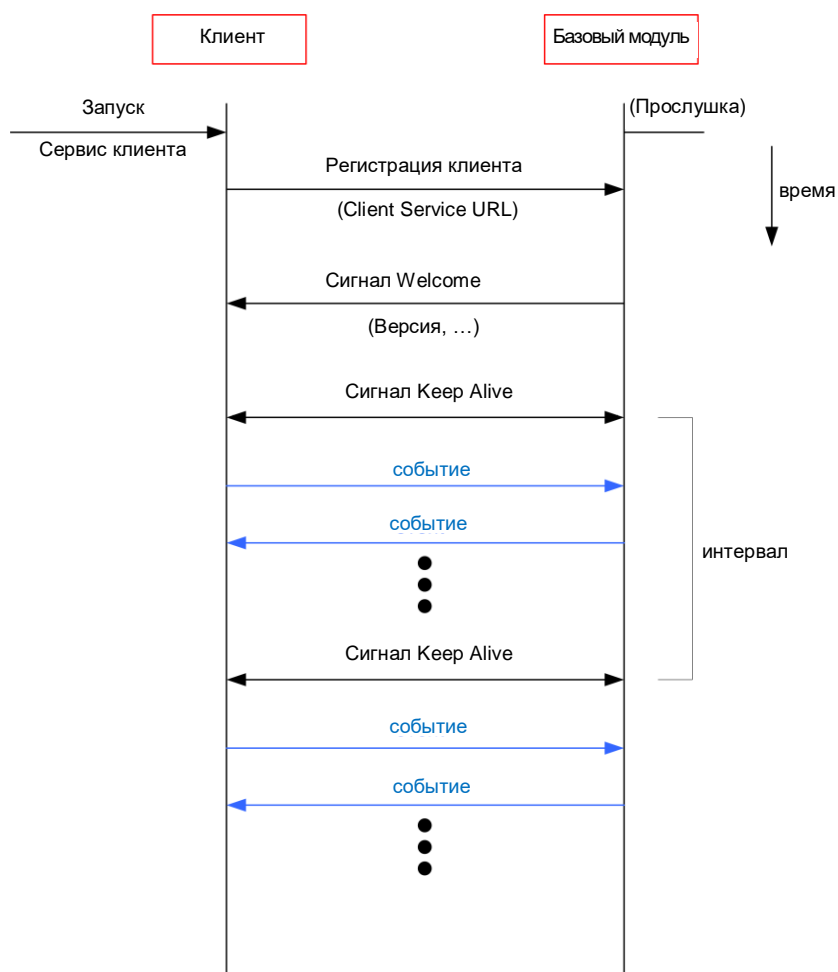 Клиент
Базовый модуль
Запуск
(Прослушка)
Сервис клиента
Регистрация клиента
время
(Client Service URL)
Сигнал Welcome
(Версия, …)
Сигнал Keep Alive
событие
событие
интервал
Сигнал Keep Alive
событие
событие